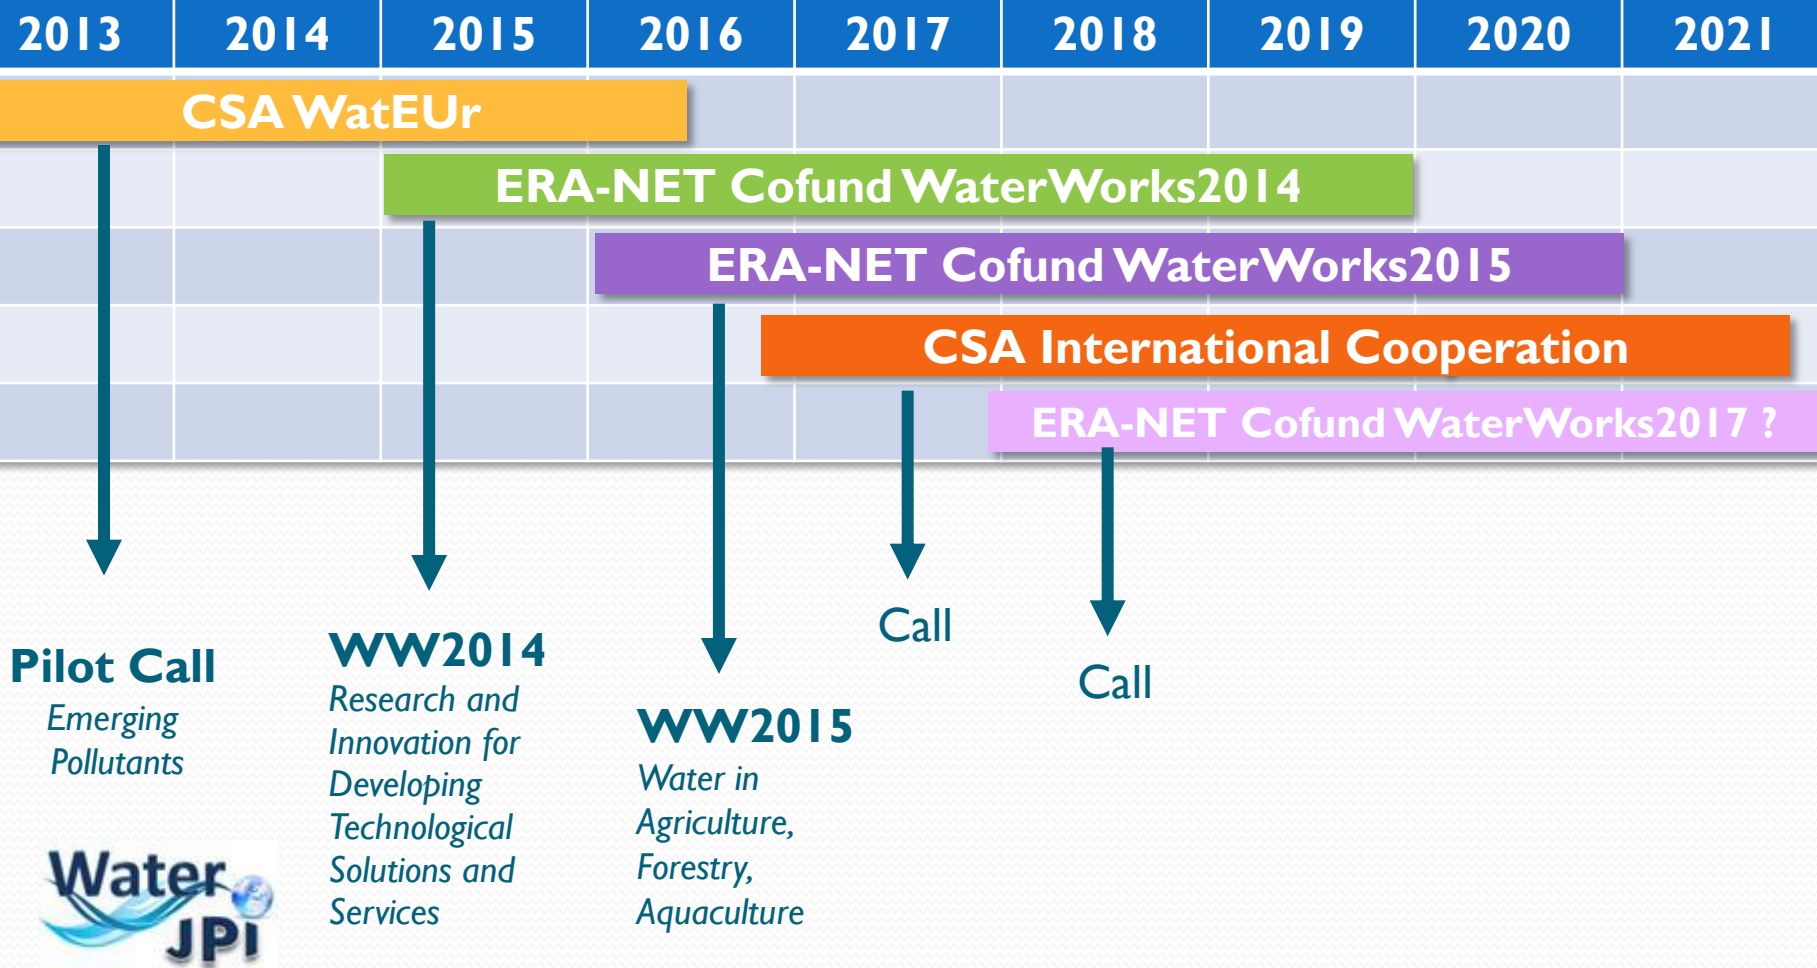 2013 2014 2015 2016 2017 2018 2019 2020 2021
CSA WatEUr
ERA-NET Cofund WaterWorks2014
ERA-NET Cofund WaterWorks2015
CSA International Cooperation
ERA-NET Cofund WaterWorks2017 ?
Pilot Call
Emerging
Pollutants
WW2014
Research and
Innovation for
Developing
Technological
Solutions and
Services
WW2015
Water in
Agriculture,
Forestry,
Aquaculture
Call
Call
Water
JPI